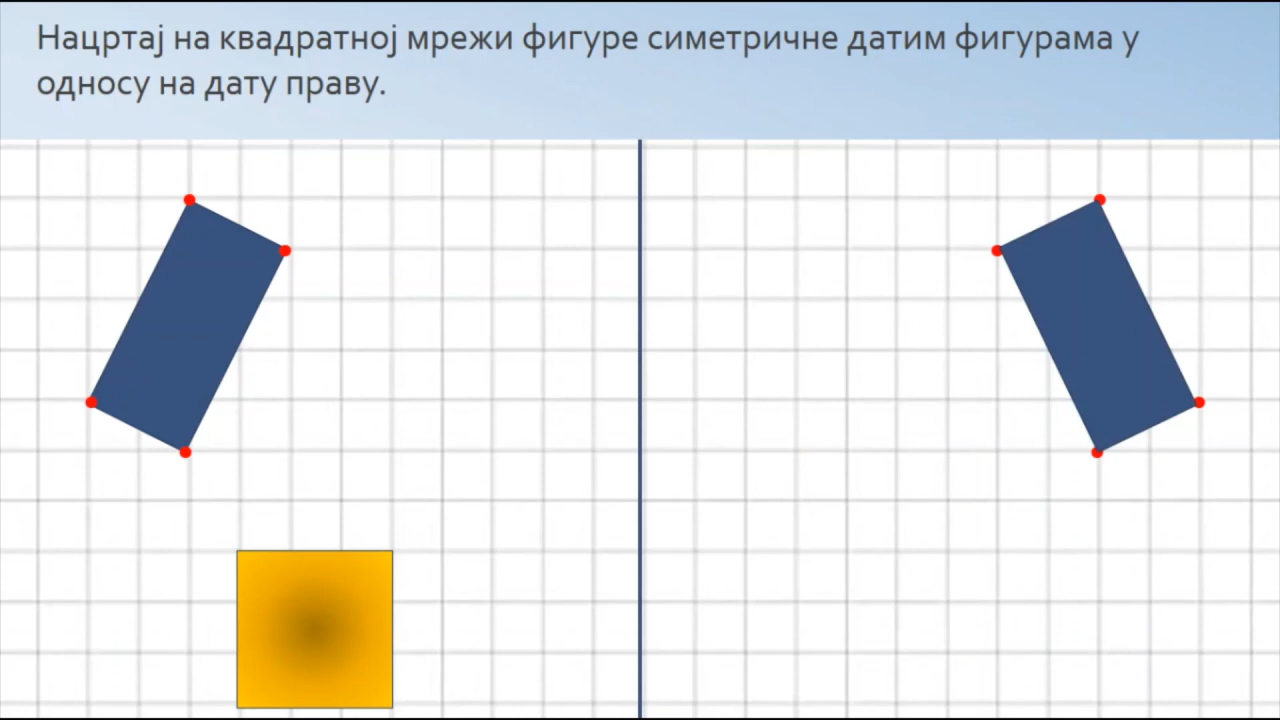 Нацртај на квадратној мрежи фигуре симетричне датим фигурама у
односу на дату праву.